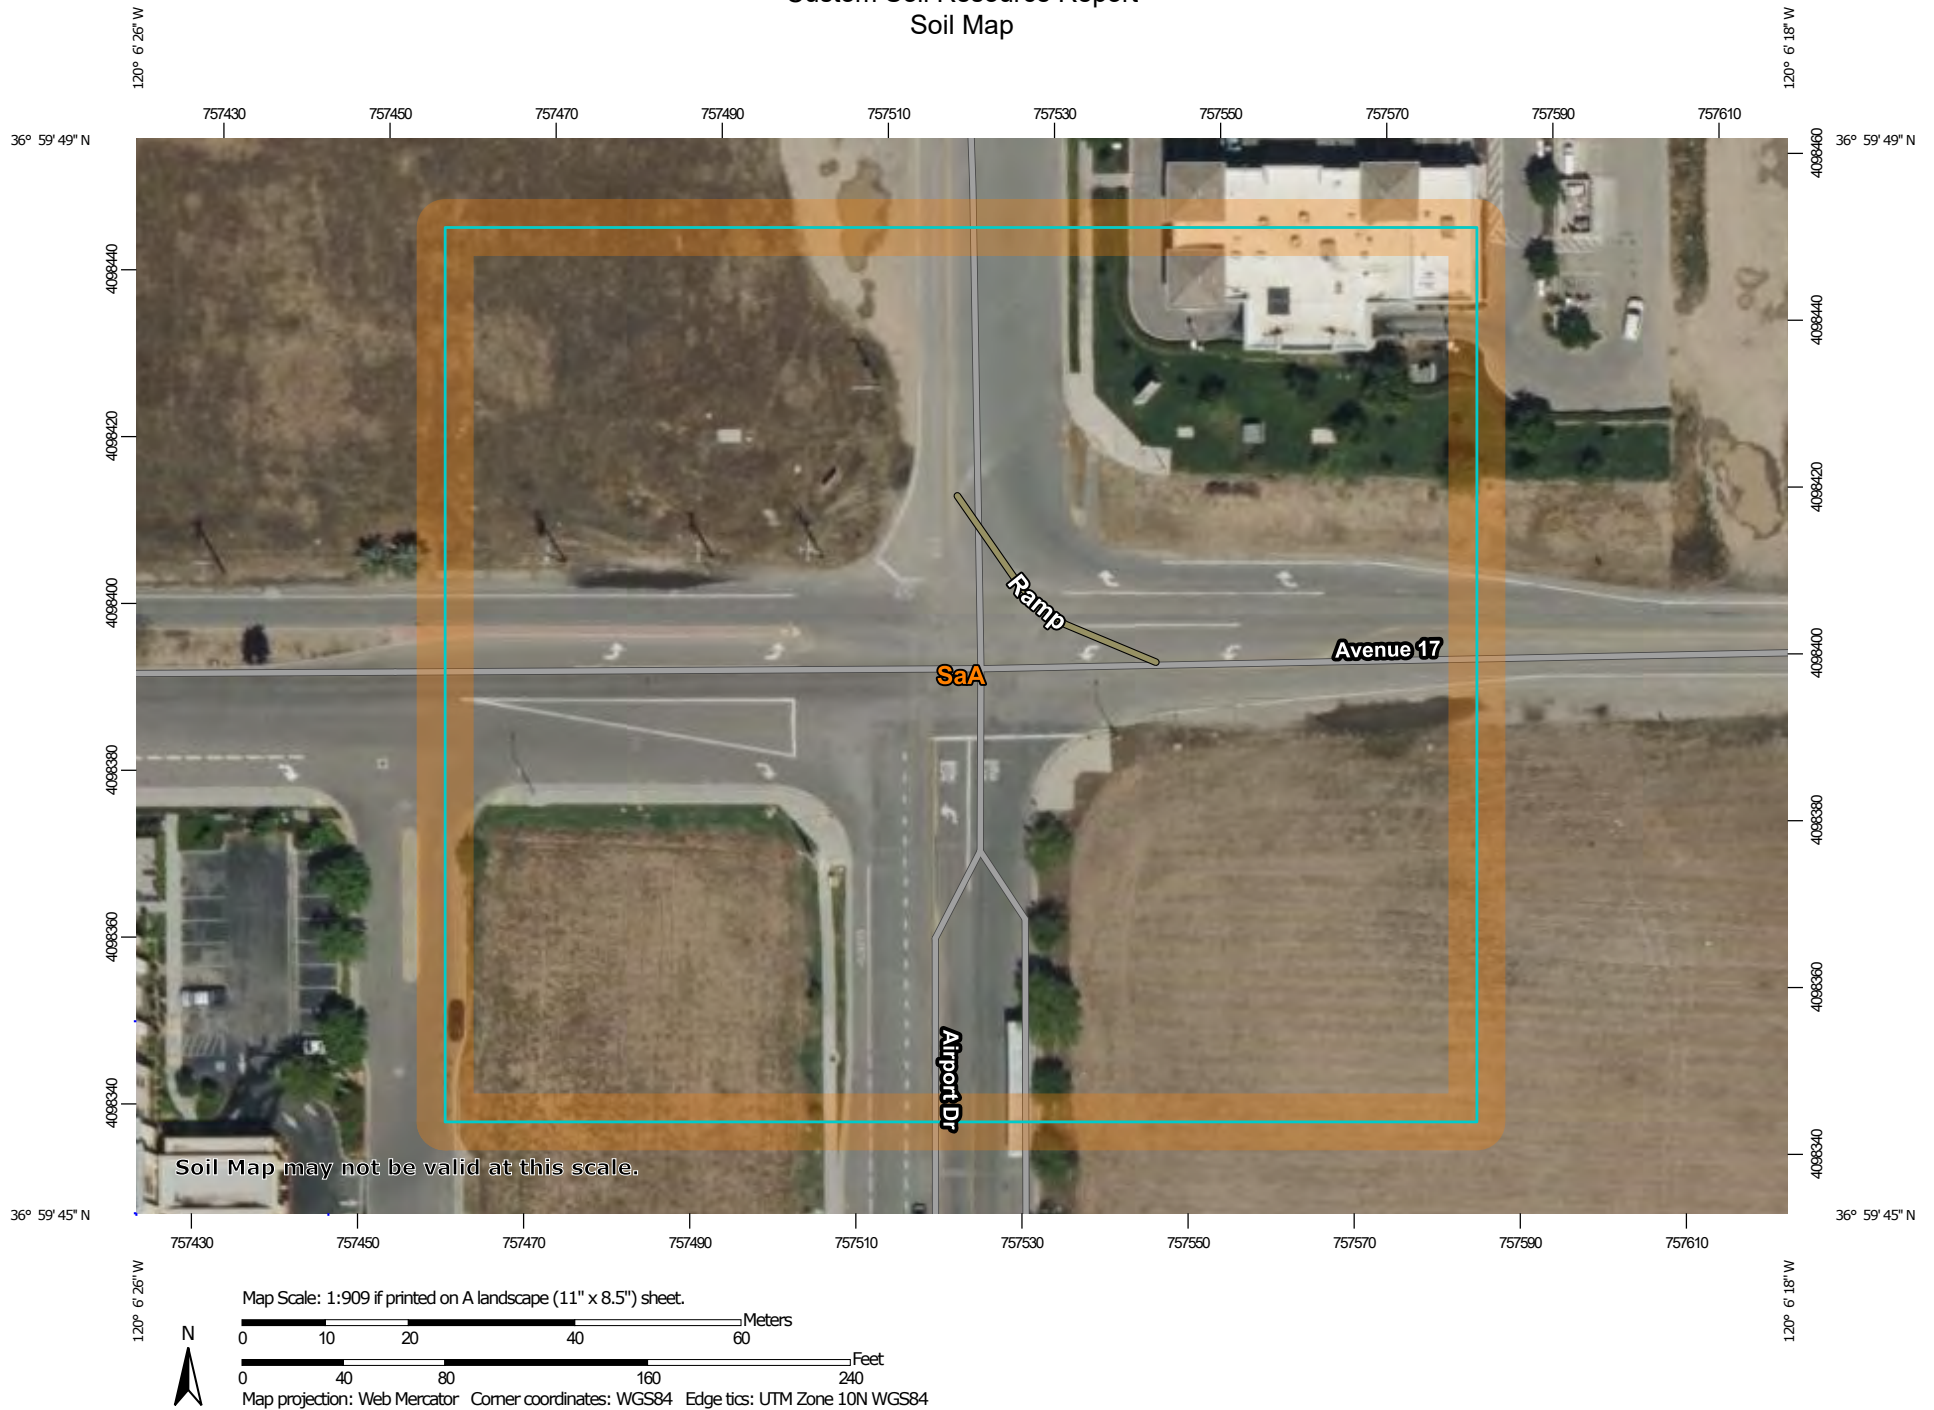 Custom Soil Resource Report
Soil Map
120° 6' 26" W
120° 6' 18" W
757430 757450 757470 757490 757510 757530 757550 757570 757590 757610
36° 59' 49" N
36° 59' 49" N
4098460
4098440
4098440
4098420
4098420
4098400
4098400
4098380
4098380
4098360
4098360
4098340
4098340
Ramp
Avenue 17
SaA
Airport Dr
Soil Map may not be valid at this scale.
36° 59' 45" N
36° 59' 45" N
757430 757450 757470 757490 757510 757530 757550 757570 757590 757610
120° 6' 26" W
120° 6' 18" W
Map Scale: 1:909 if printed on A landscape (11" x 8.5") sheet.
N
Meters
0 10 20 40 60
Feet
0 40 80 160 240
Map projection: Web Mercator Corner coordinates: WGS84 Edge tics: UTM Zone 10N WGS84